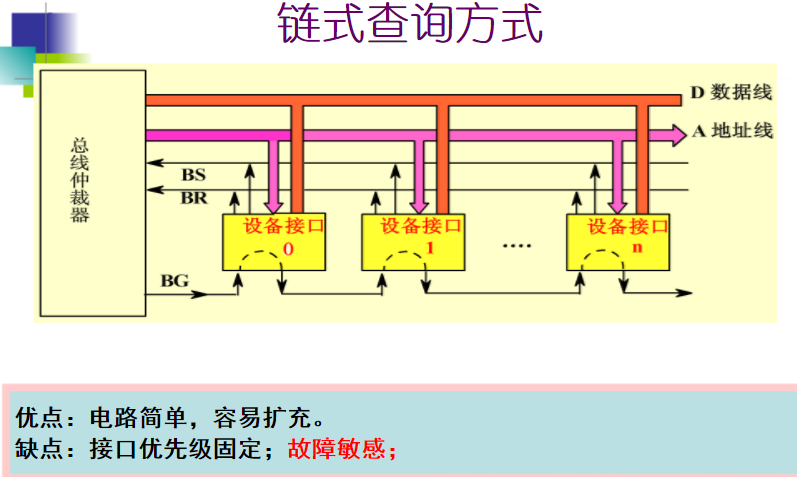 链式查询方式
D 数据线
A 地址线
总线仲裁器
BS
BR
设备接口
0
设备接口
1
····
设备接口
n
BG
优点：电路简单，容易扩充。
缺点：接口优先级固定；故障敏感；